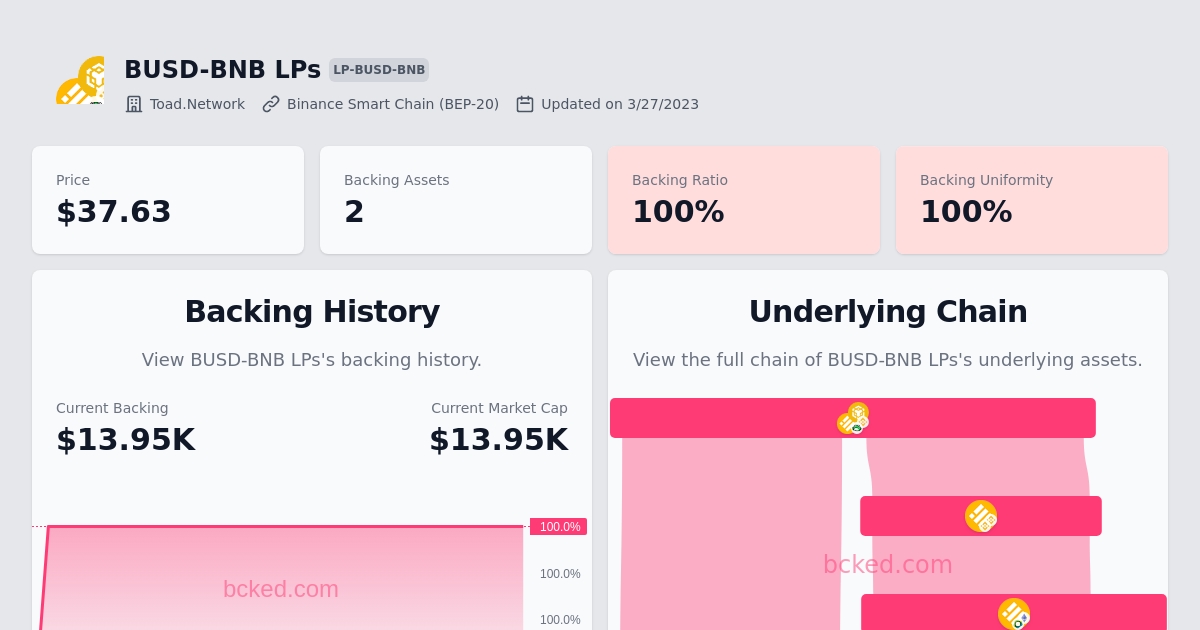 BUSD-BNB LPs LP-BUSD-BNB
Toad.Network Binance Smart Chain (BEP-20) Updated on 3/27/2023
Price
$37.63
Backing Assets
2
Backing Ratio
100%
Backing Uniformity
100%
Backing History
View BUSD-BNB LPs's backing history.
Current Backing
$13.95K
Current Market Cap
$13.95K
100.0%
100.0%
100.0%
bcked.com
Underlying Chain
View the full chain of BUSD-BNB LPs's underlying assets.
bcked.com